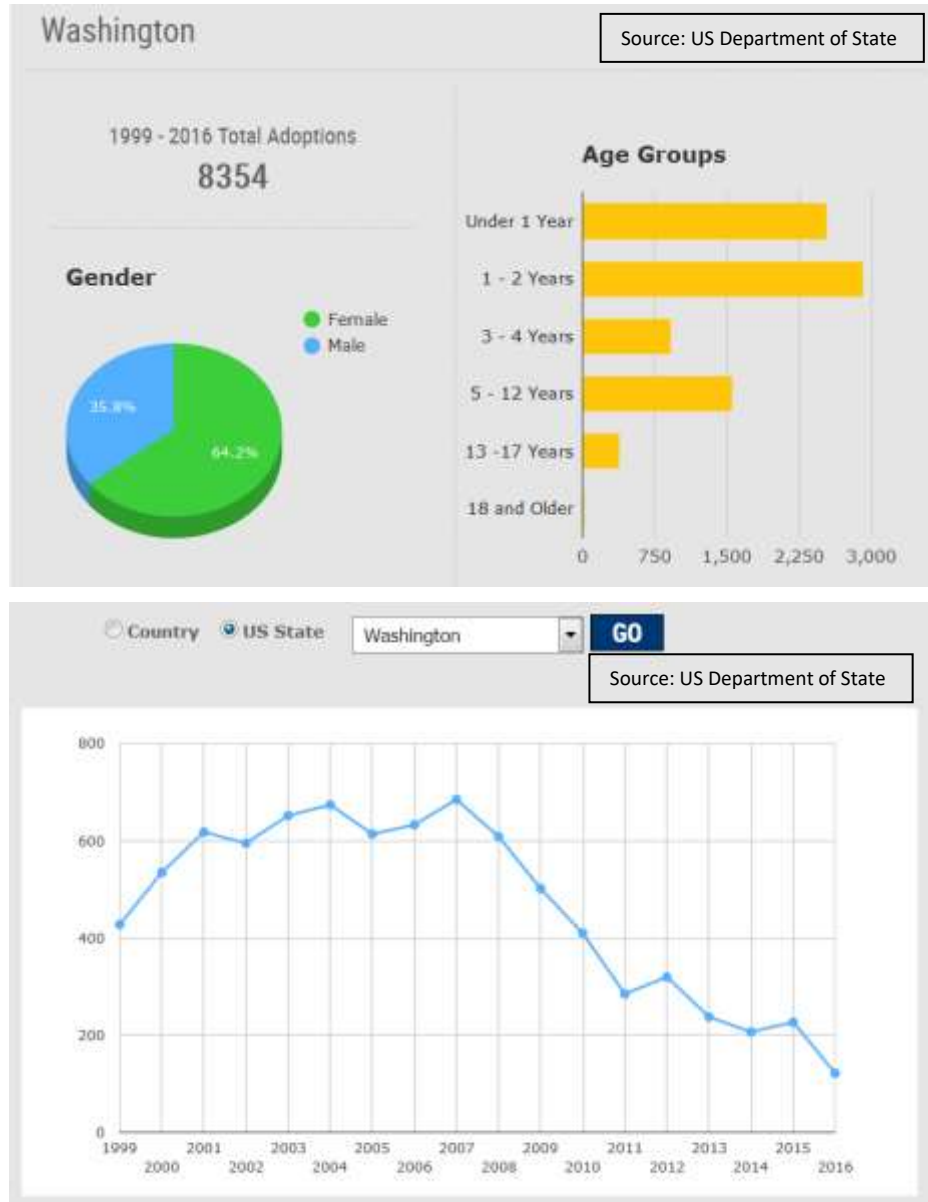 Washington
Source: US Department of State
1999 - 2016 Total Adoptions
8354
Gender
Female
Male
35.8%
64.2%
Age Groups
Under 1 Year
1 - 2 Years
3 - 4 Years
5 - 12 Years
13 -17 Years
18 and Older
0 750 1,500 2,250 3,000
Country US State Washington GO
Source: US Department of State
800
600
400
200
0
1999 2001 2003 2005 2007 2009 2011 2013 2015
2000 2002 2004 2006 2008 2010 2012 2014 2016